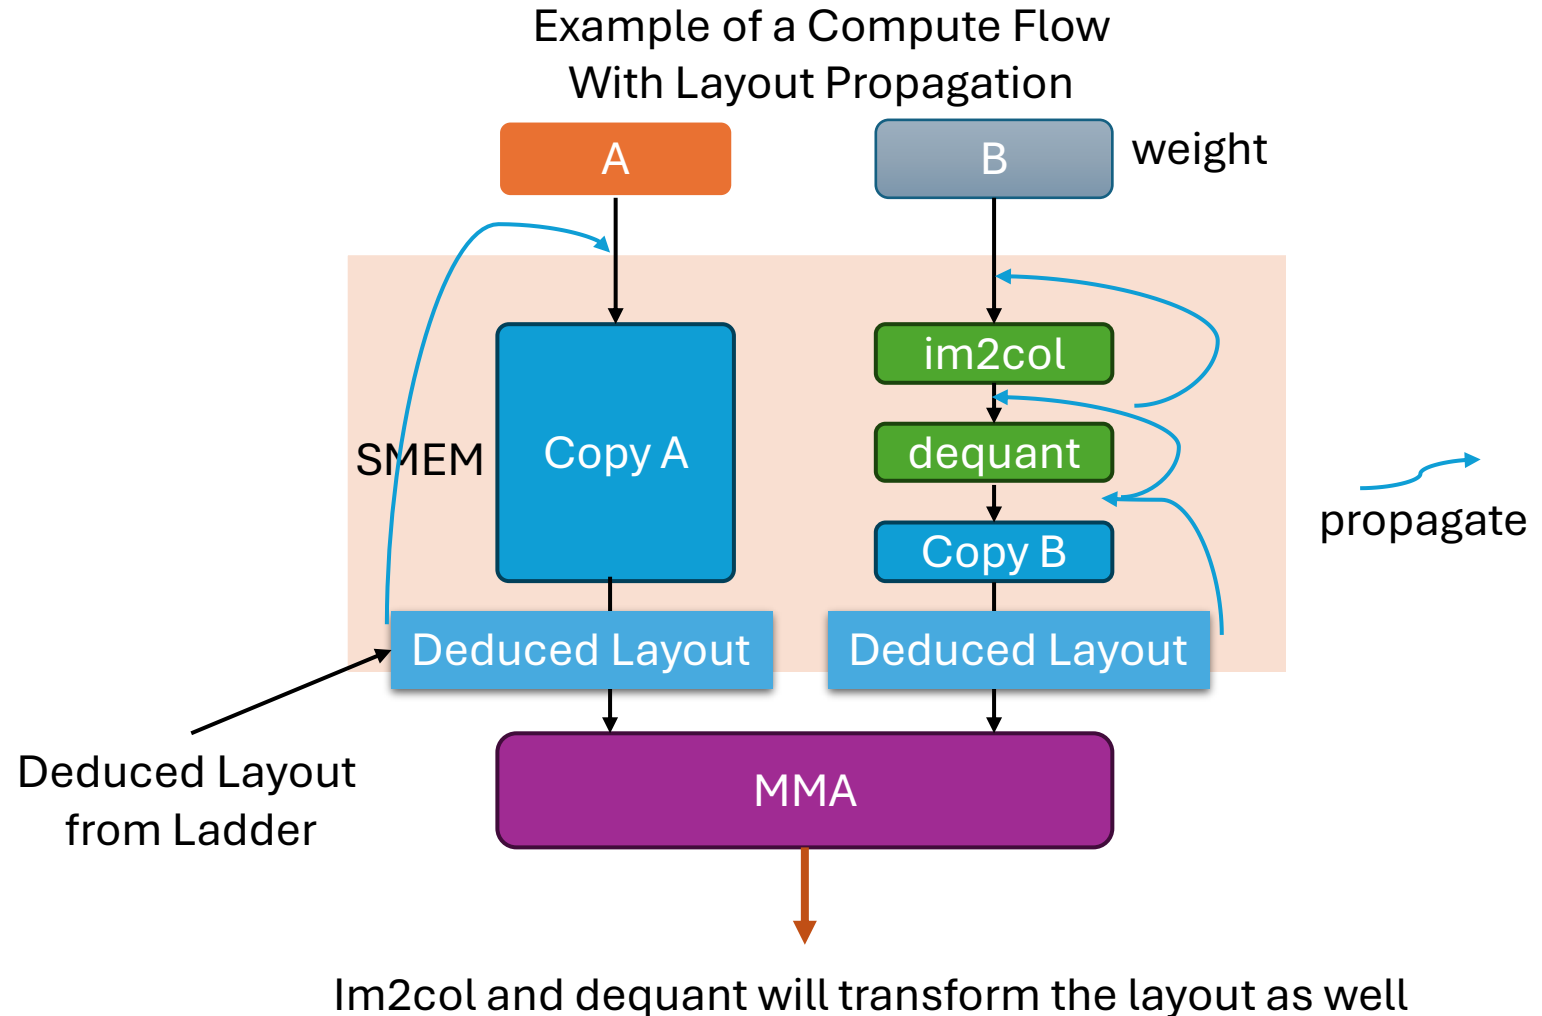 Example of a Compute Flow
With Layout Propagation
A
B
weight
im2col
SMEM
Copy A
dequant
propagate
Copy B
Deduced Layout
Deduced Layout
Deduced Layout
from Ladder
MMA
Im2col and dequant will transform the layout as well